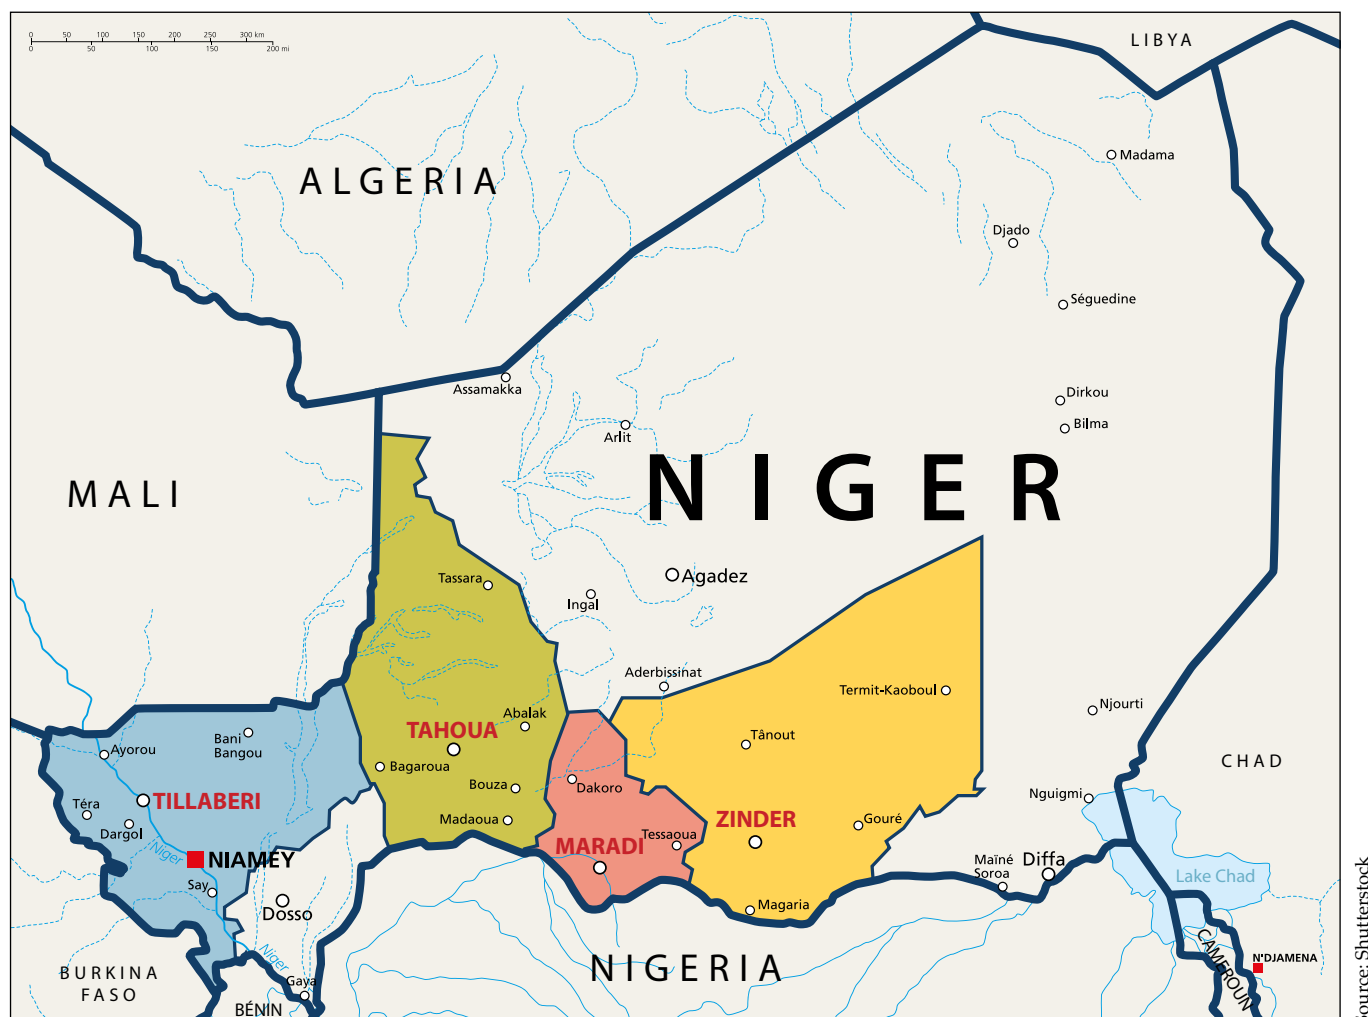 0 50 100 150 200 250 300 km
0 50 100 150 200 mi
LIBYA
Madama
ALGERIA
Djado
Séguedine
Assamakka
Dirkou
Bilma
Arlit
MALI
NIGER
Tassara
Agadez
Ingal
Aderbissinat
Termit-Kaoboul
Njourti
Abalak
TAHOUA
Tânout
Ayorou
Bani
Bangou
Bagaroua
CHAD
Bouza
Dakoro
Nguigmi
TILLABERI
Téra
Dargol
Madaoua
ZINDER
Gouré
Tessaoua
MARADI
Niger
NIAMEY
Maïné
Soroa
Diffa
Lake Chad
Say
Dosso
Magaria
Niger
NIGERIA
CAMEROUN
N'DJAMENA
BURKINA
FASO
Gaya
BÉNIN
Source: Shutterstock